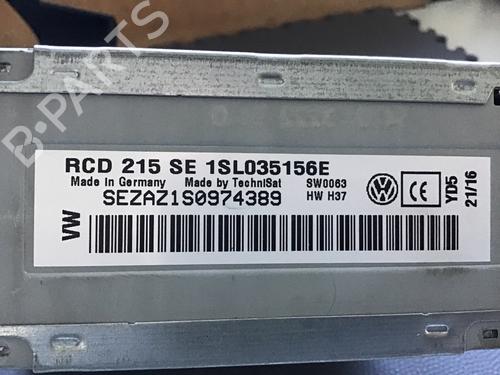 B-PARTS
RCD 215 SE 1SL035156E
Made in Germany Made by TechniSat SW0063
SEZAZ1S0974389 HW H37
VW
CE
YD5
21/16